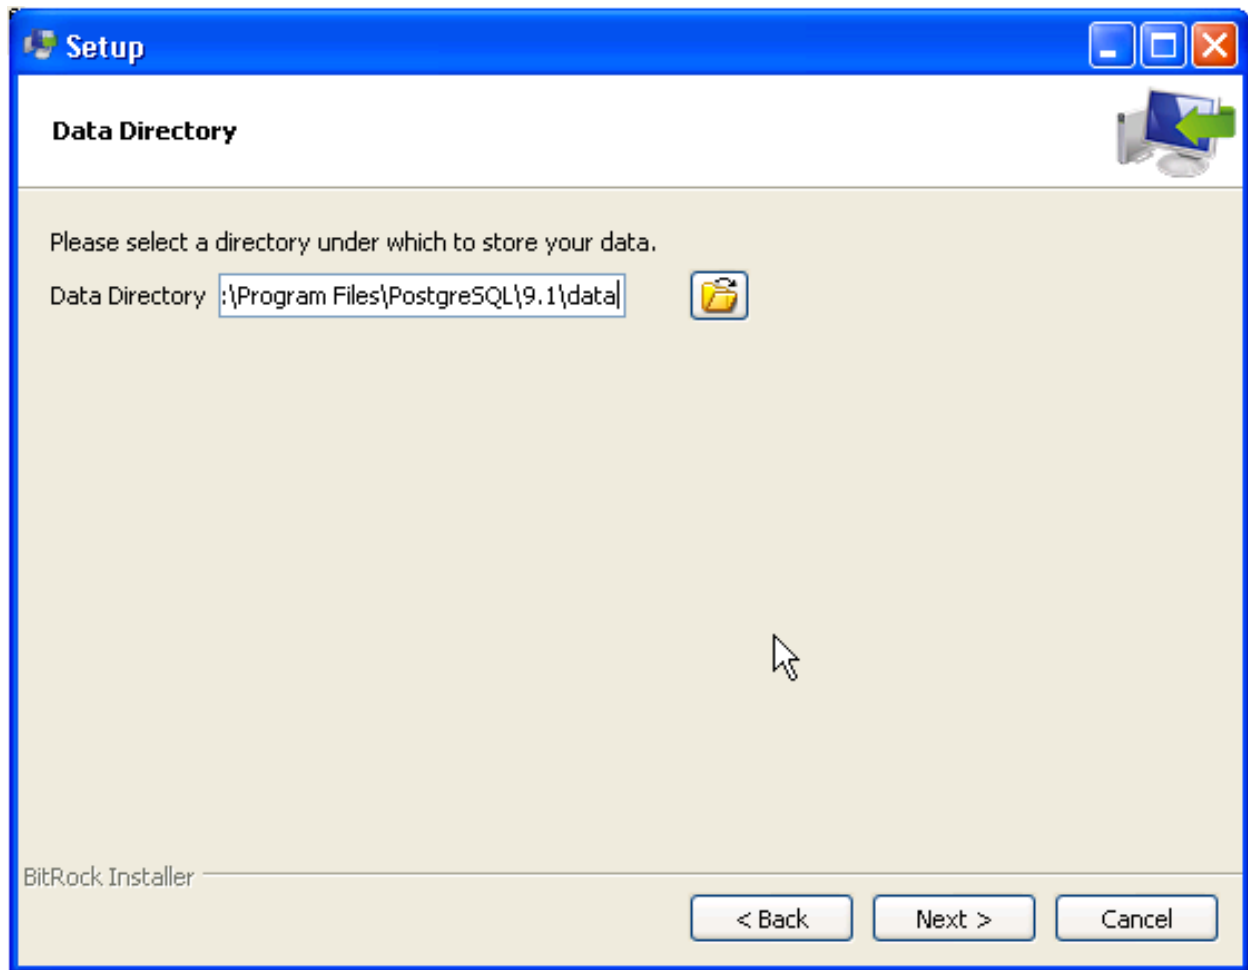 Setup
Data Directory
Please select a directory under which to store your data.
Data Directory :\Program Files\PostgreSQL\9.1\data
BitRock Installer
< Back Next > Cancel